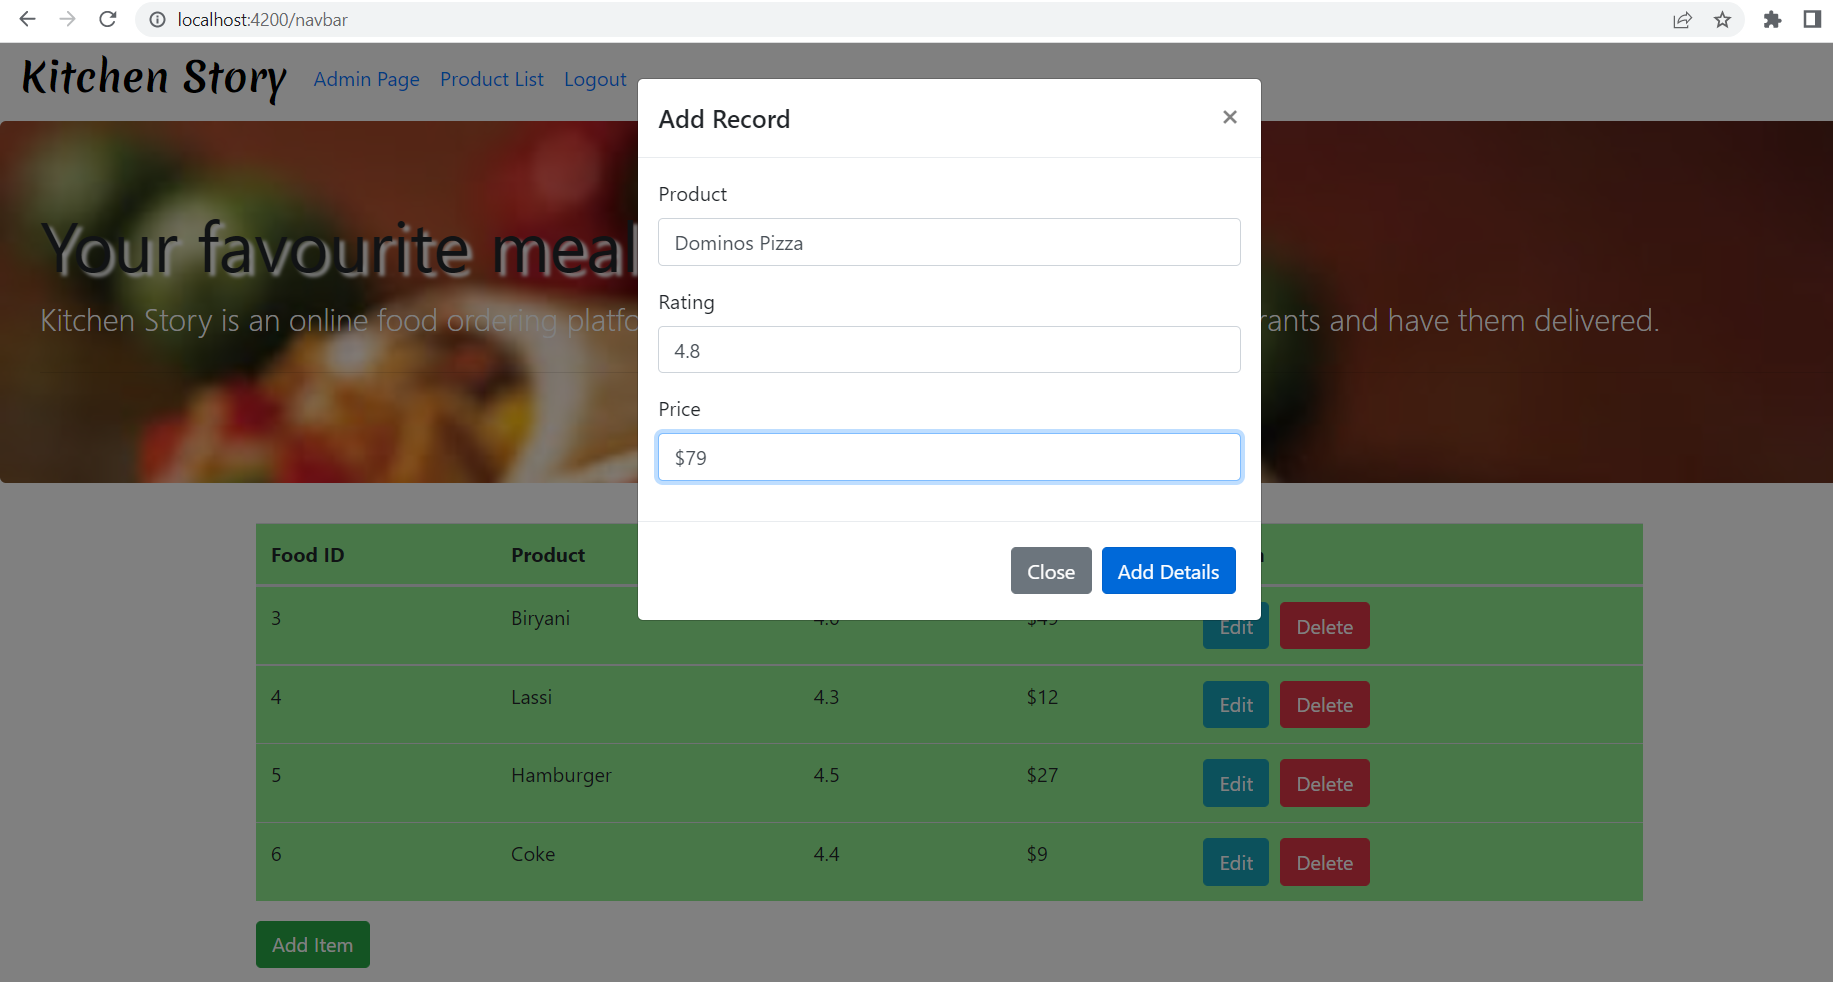 localhost:4200/navbar
Kitchen Story Admin Page Product List Logout
Add Record ×
Product
Dominos Pizza
Your favourite meal
Rating
Kitchen Story is an online food ordering platfo rants and have them delivered.
4.8
Price
$79
Close Add Details
Food ID Product
3 Biryani Edit Delete
4 Lassi 4.3 $12 Edit Delete
5 Hamburger 4.5 $27 Edit Delete
6 Coke 4.4 $9 Edit Delete
Add Item